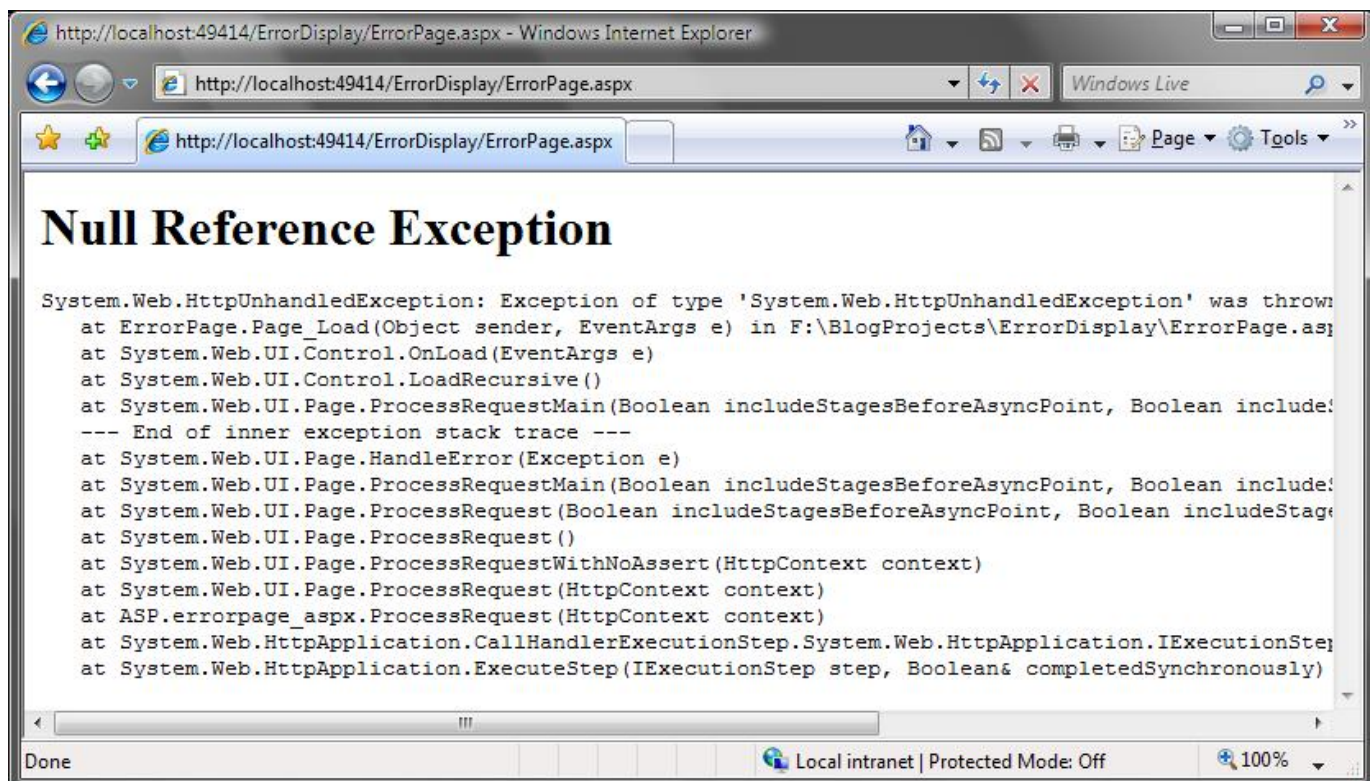 http://localhost:49414/ErrorDisplay/ErrorPage.aspx - Windows Internet Explorer
http://localhost:49414/ErrorDisplay/ErrorPage.aspx
Windows Live
http://localhost:49414/ErrorDisplay/ErrorPage.aspx
Page
Tools
Null Reference Exception
System.Web.HttpUnhandledException: Exception of type 'System.Web.HttpUnhandledException' was thrown
at ErrorPage.Page_Load(Object sender, EventArgs e) in F:\BlogProjects\ErrorDisplay\ErrorPage.asp
at System.Web.UI.Control.OnLoad(EventArgs e)
at System.Web.UI.Control.LoadRecursive()
at System.Web.UI.Page.ProcessRequestMain(Boolean includeStagesBeforeAsyncPoint, Boolean include
--- End of inner exception stack trace ---
at System.Web.UI.Page.HandleError(Exception e)
at System.Web.UI.Page.ProcessRequestMain(Boolean includeStagesBeforeAsyncPoint, Boolean include
at System.Web.UI.Page.ProcessRequest(Boolean includeStagesBeforeAsyncPoint, Boolean includeStage
at System.Web.UI.Page.ProcessRequest()
at System.Web.UI.Page.ProcessRequestWithNoAssert(HttpContext context)
at System.Web.UI.Page.ProcessRequest(HttpContext context)
at ASP.errorpage_aspx.ProcessRequest(HttpContext context)
at System.Web.HttpApplication.CallHandlerExecutionStep.System.Web.HttpApplication.IExecutionStep
at System.Web.HttpApplication.ExecuteStep(IExecutionStep step, Boolean& completedSynchronously)
Done
Local intranet | Protected Mode: Off
100%